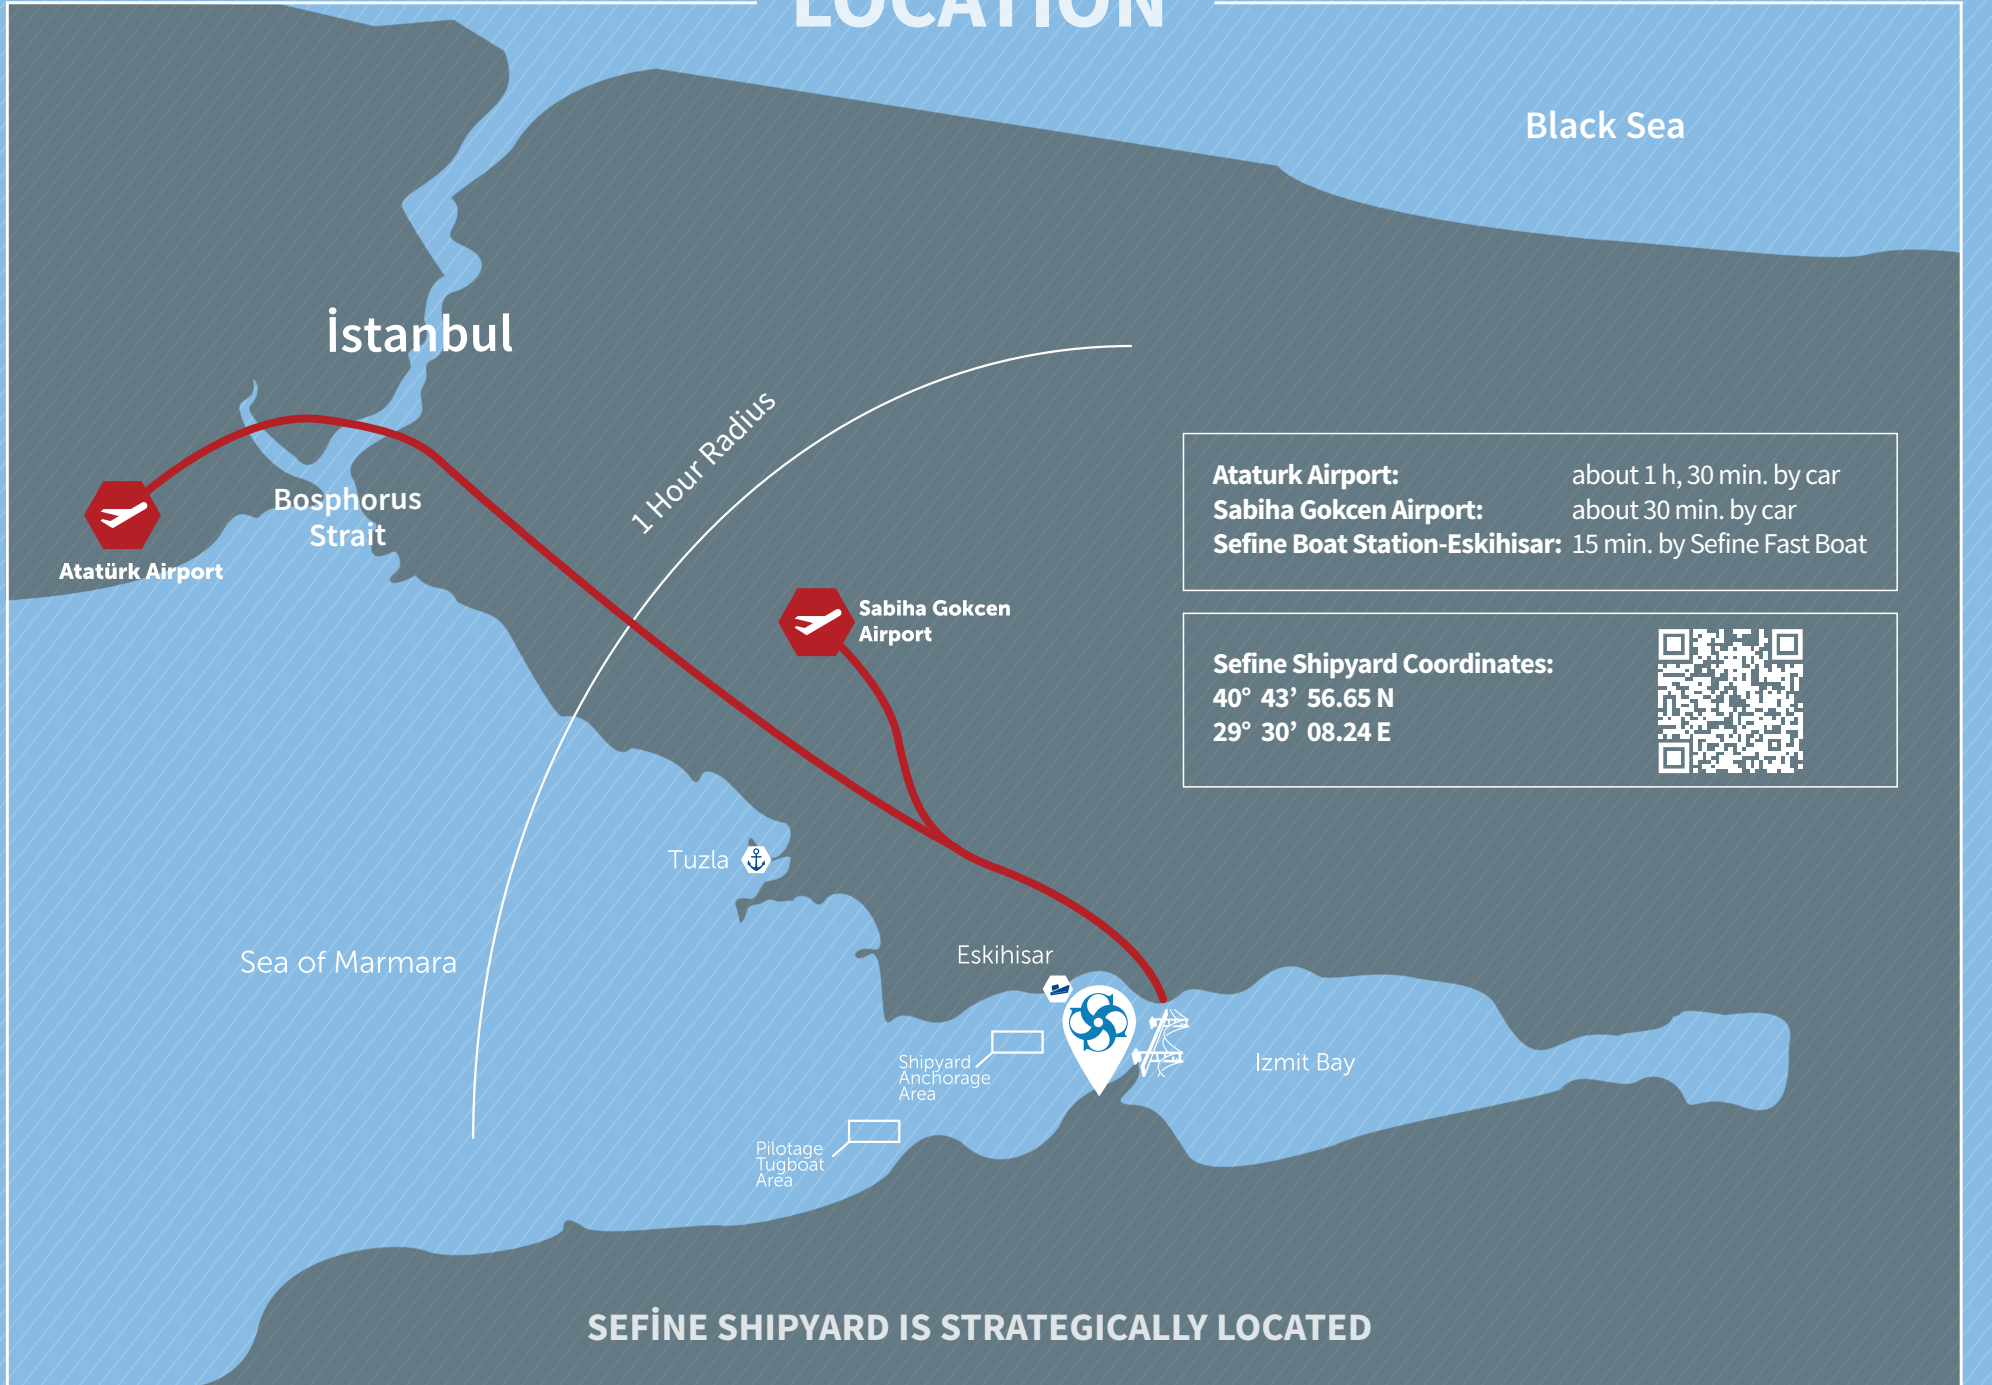 LOCATION
Black Sea
İstanbul
1 Hour Radius
Bosphorus
Strait
Atatürk Airport
Ataturk Airport: about 1 h, 30 min. by car
Sabiha Gokcen Airport: about 30 min. by car
Sefine Boat Station-Eskihisar: 15 min. by Sefine Fast Boat
Sabiha Gokcen
Airport
Sefine Shipyard Coordinates:
40° 43’ 56.65 N
29° 30’ 08.24 E
Tuzla
Sea of Marmara
Eskihisar
Shipyard
Anchorage
Area
Izmit Bay
Pilotage
Tugboat
Area
SEFİNE SHIPYARD IS STRATEGICALLY LOCATED